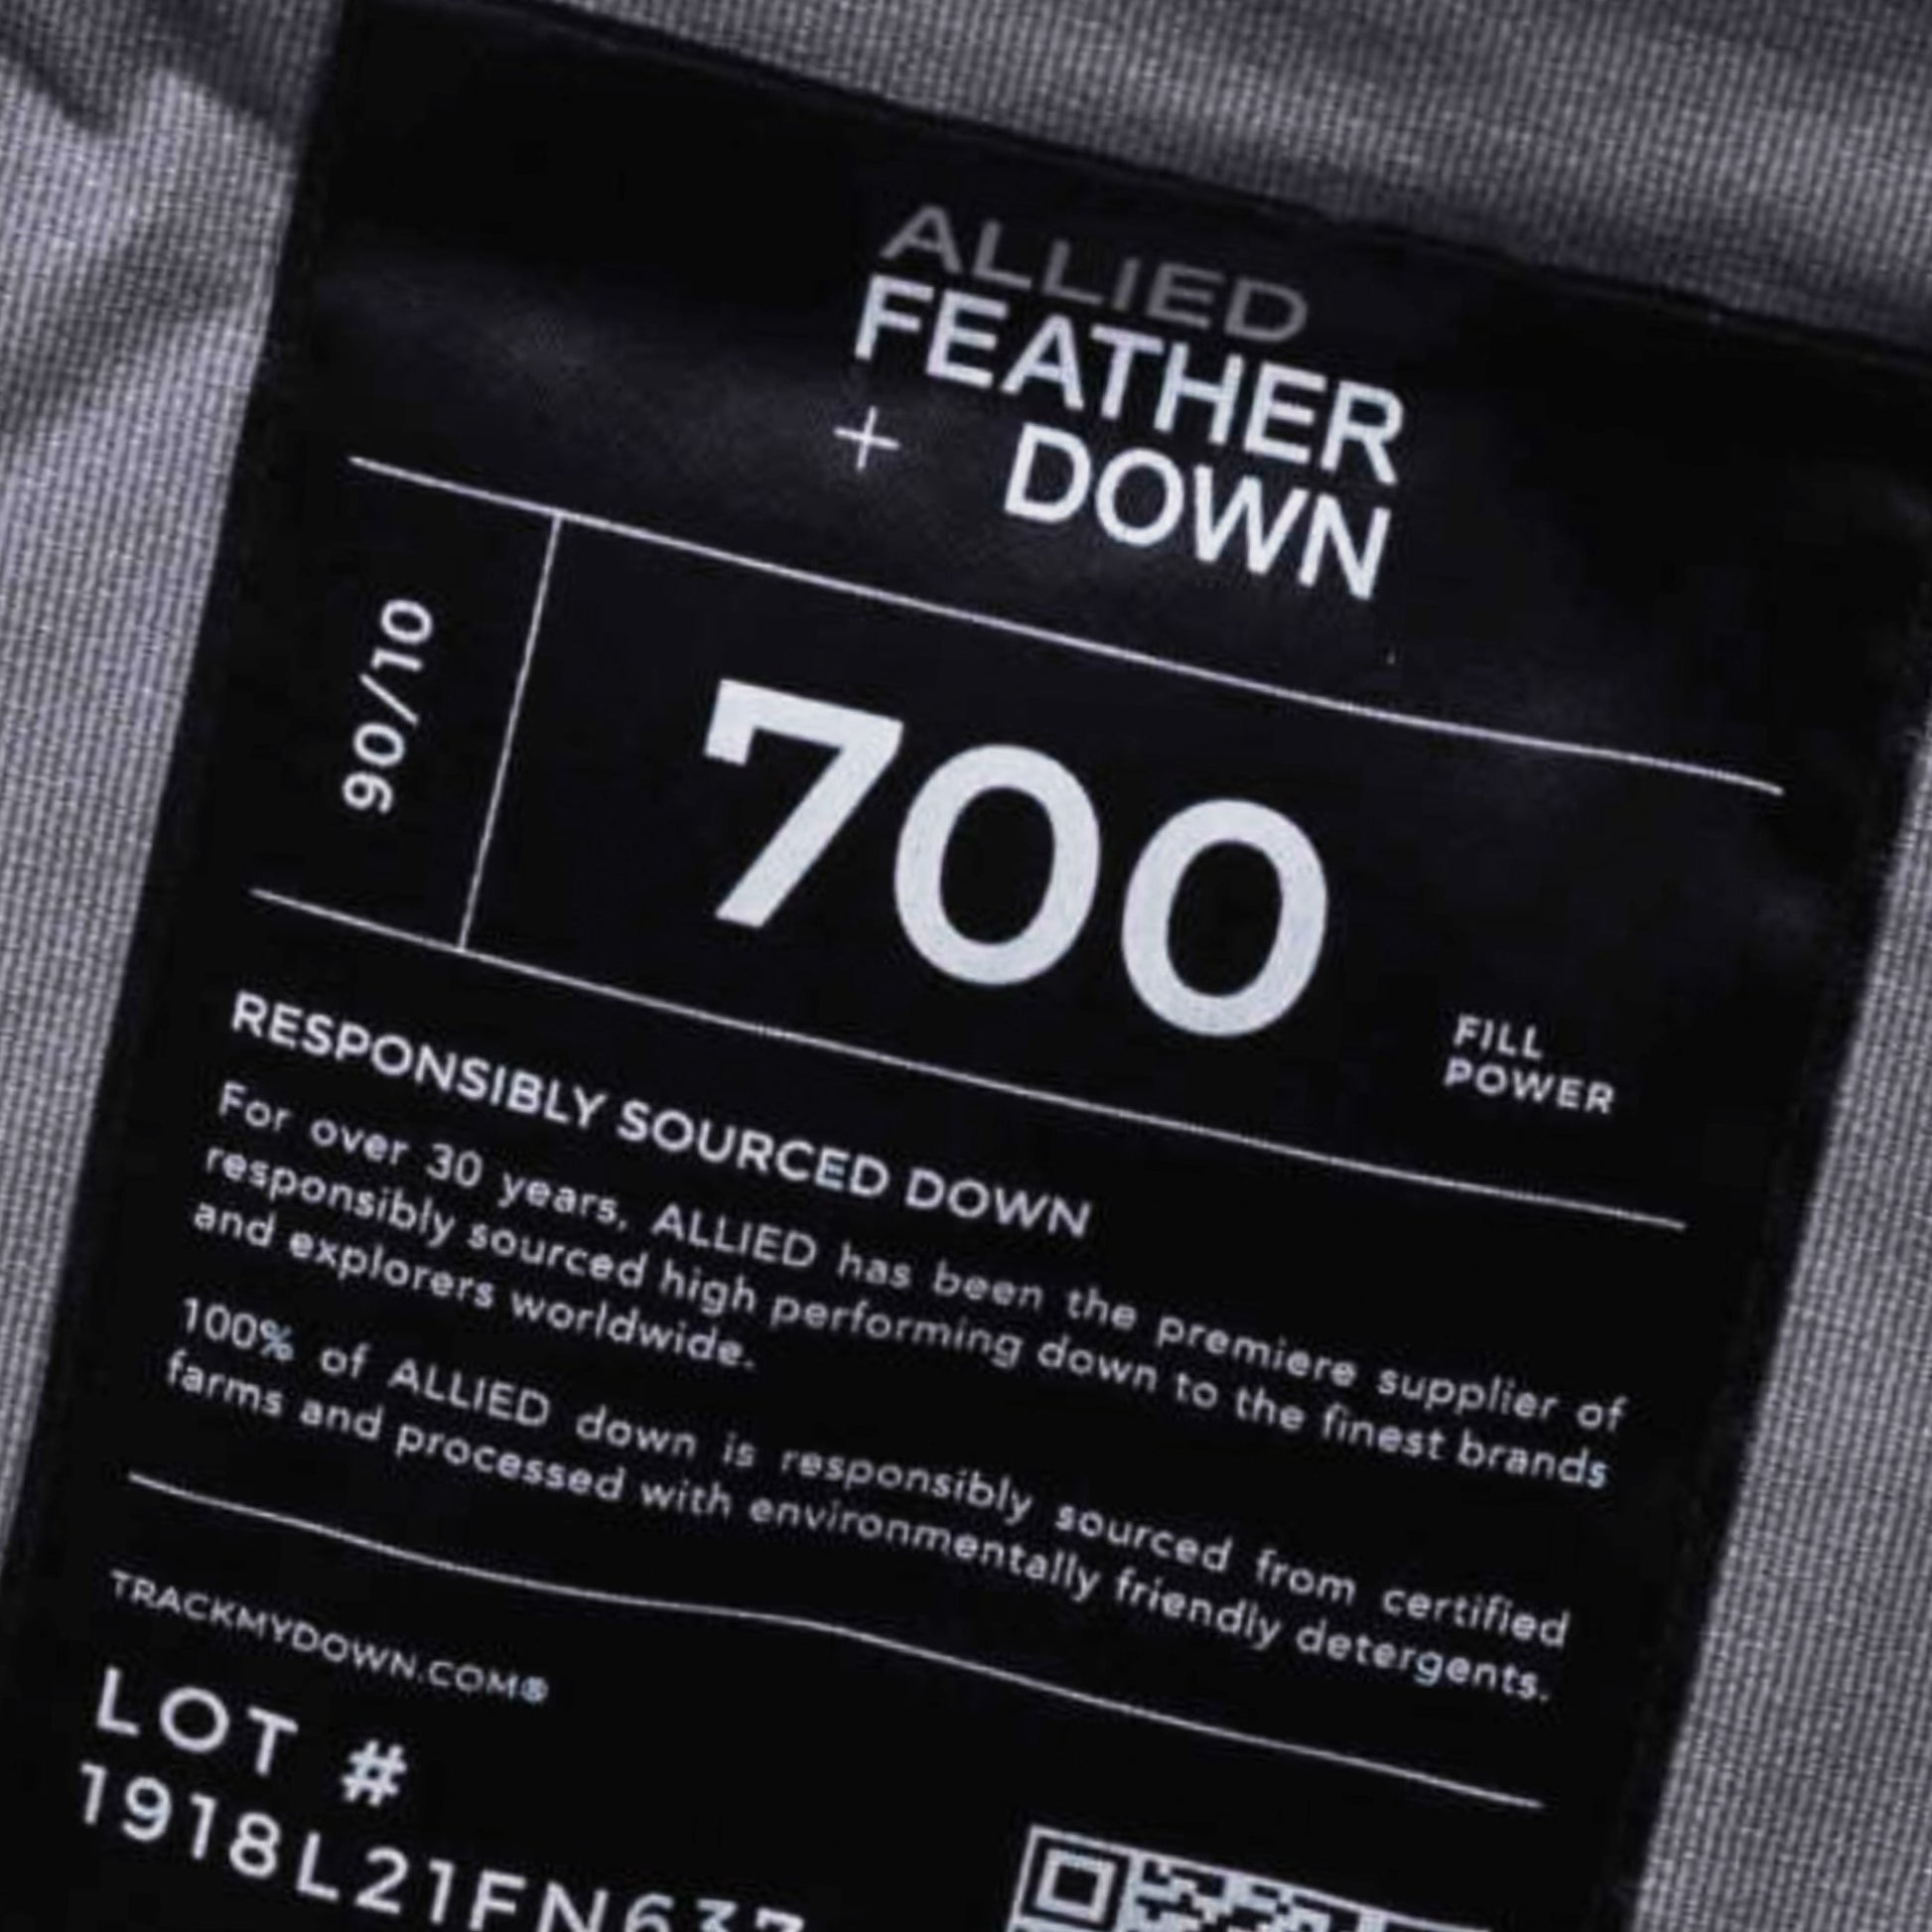 ALLIED
FEATHER
+ DOWN
90/10
700
FILL
POWER
RESPONSIBLY SOURCED DOWN
For over 30 years, ALLIED has been the premiere supplier of
responsibly sourced high performing down to the finest brands
and explorers worldwide.
100% of ALLIED down is responsibly sourced from certified
farms and processed with environmentally friendly detergents.
TRACKMYDOWN.COM®
LOT #
1918L21FN637